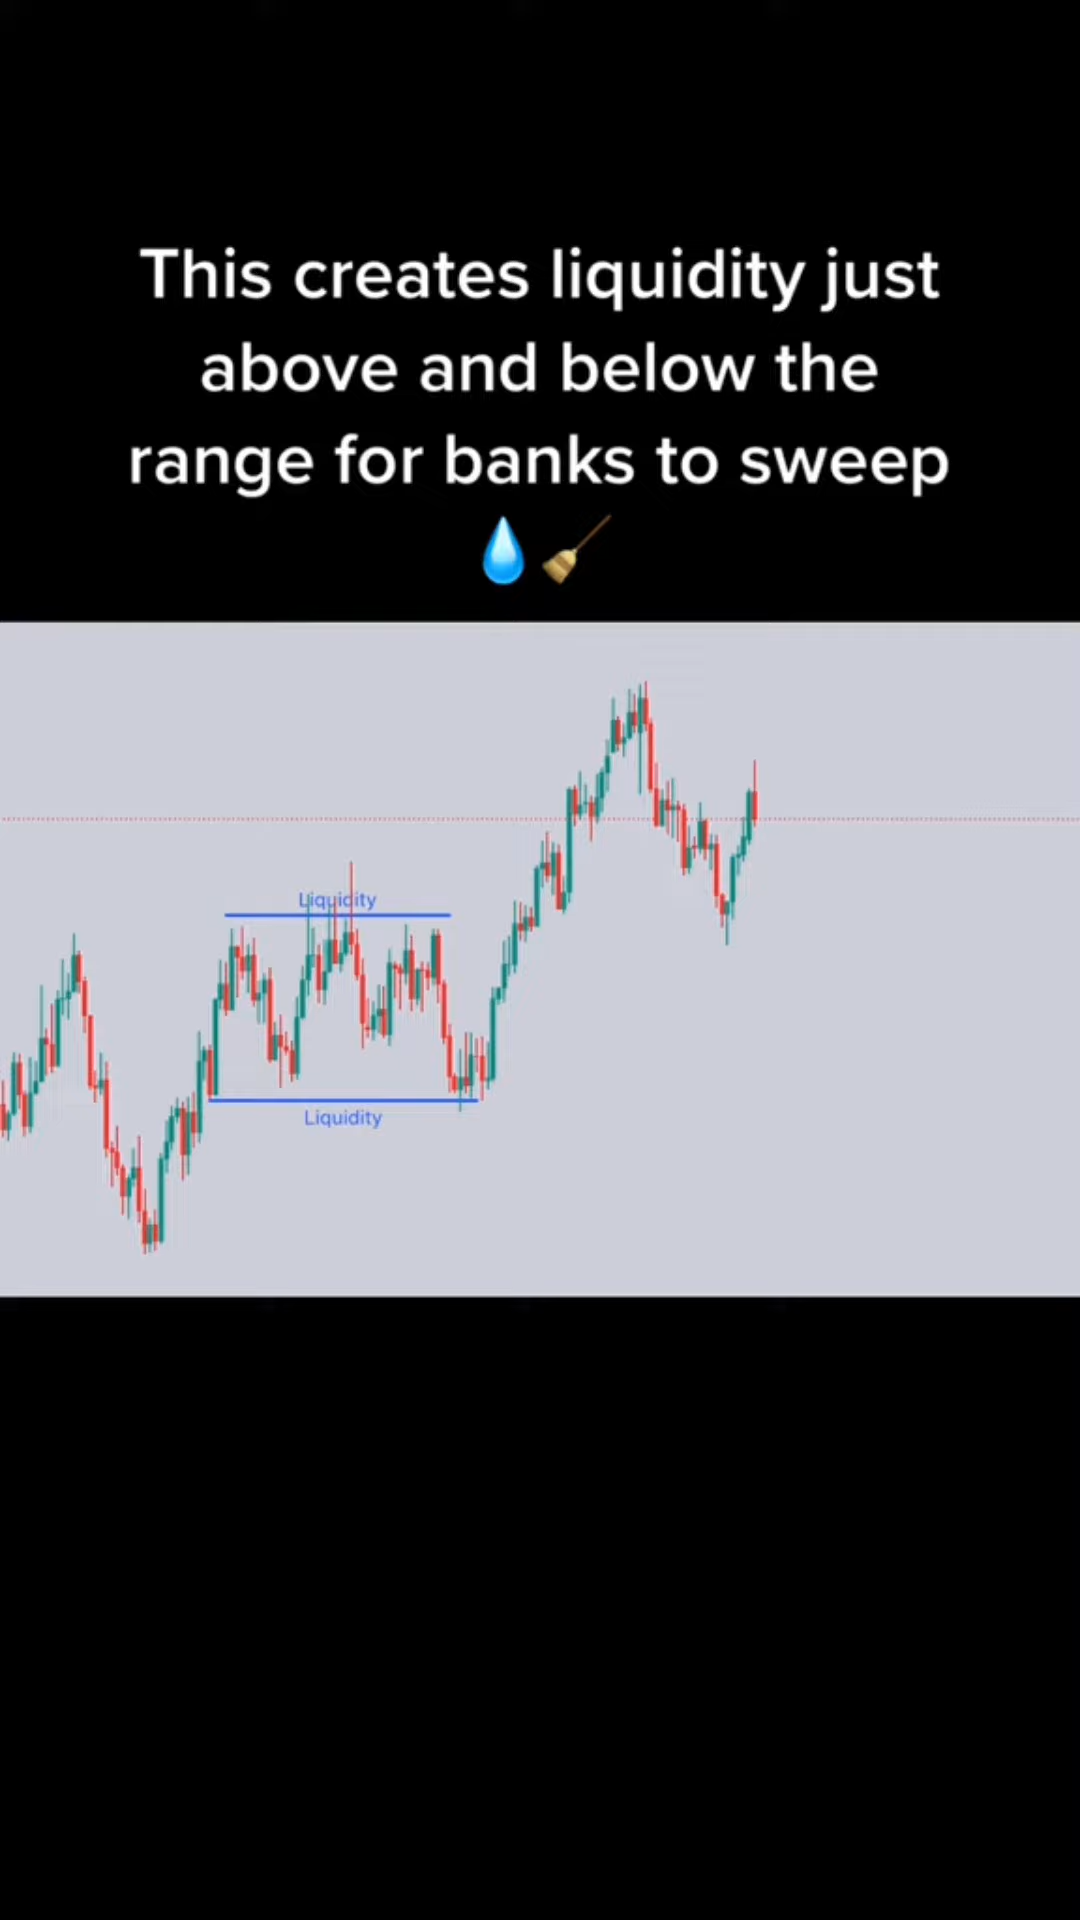 This creates liquidity just
above and below the
range for banks to sweep
💧🧹
Liquidity
Liquidity